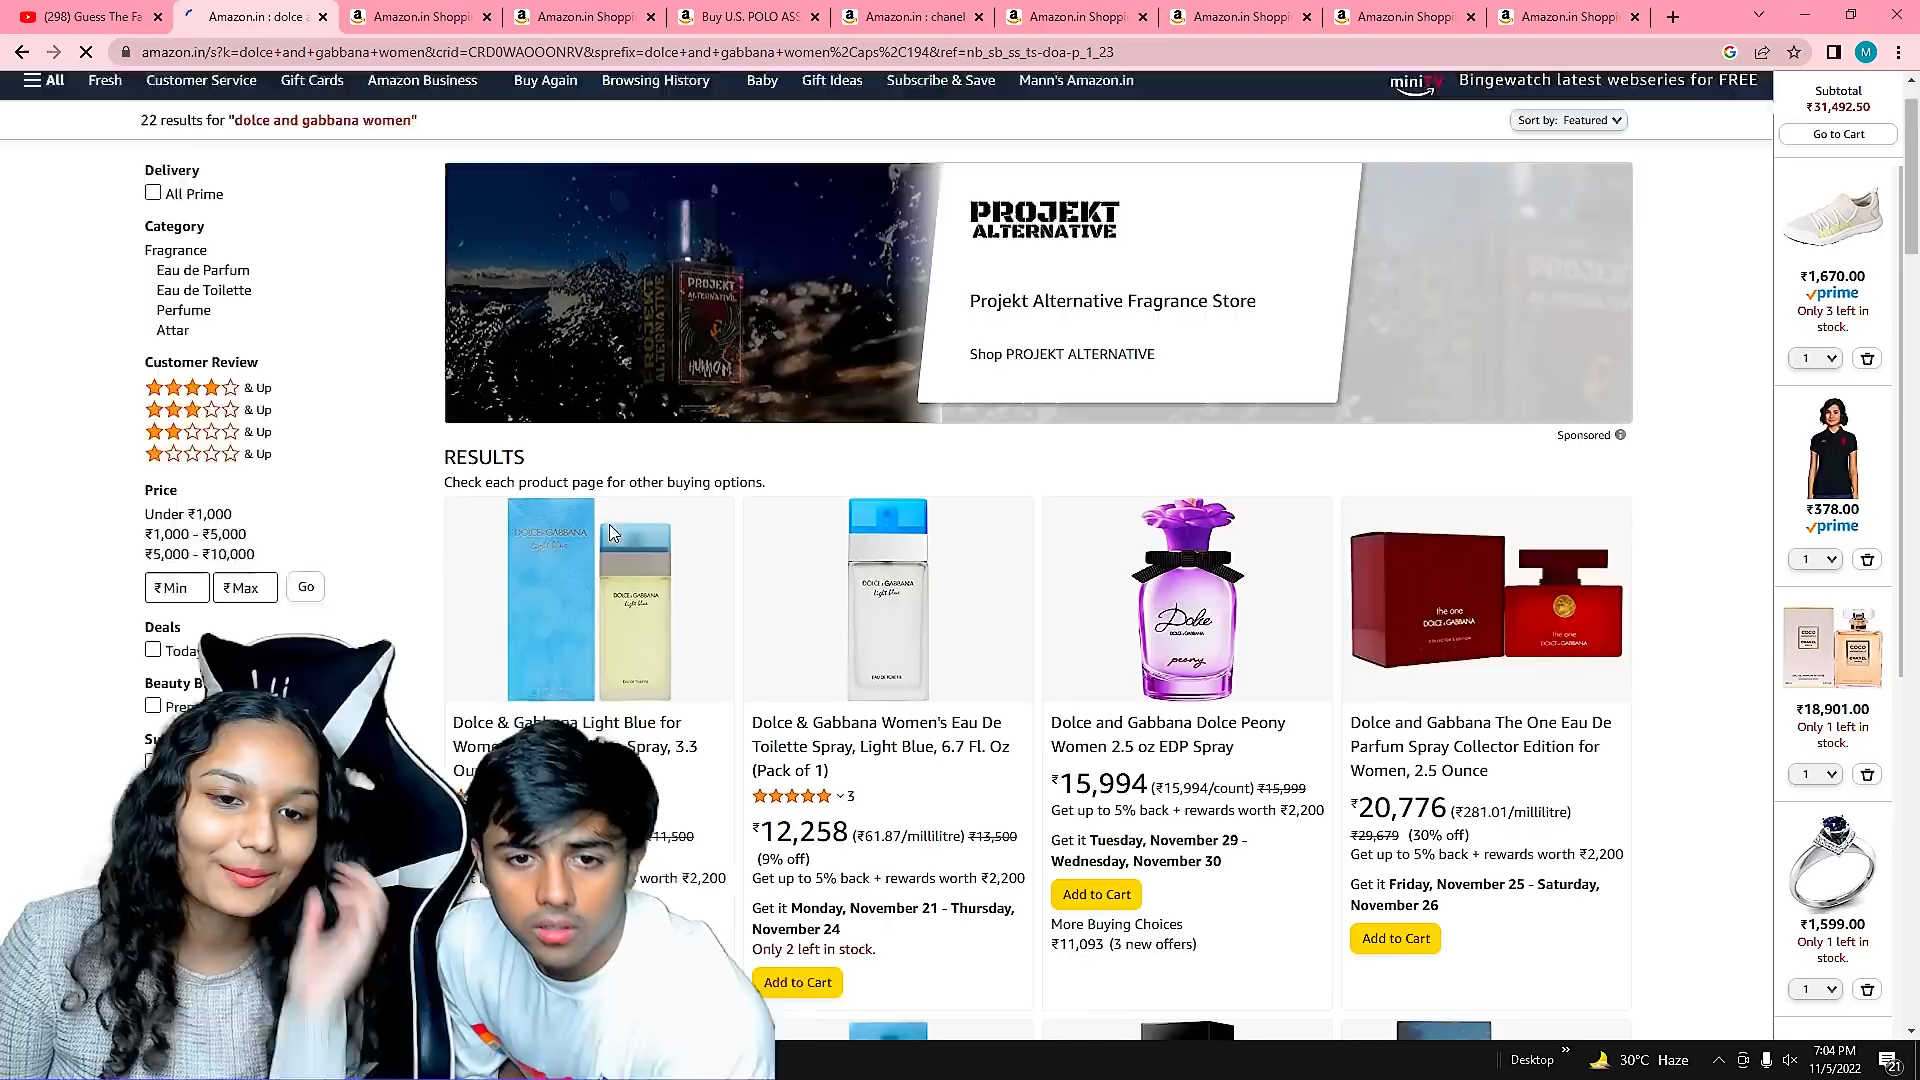 (298) Guess The Fa
Amazon.in : dolce a
Amazon.in Shoppi
Amazon.in Shoppi
Buy U.S. POLO ASS
Amazon.in : chanel
Amazon.in Shoppi
Amazon.in Shoppi
Amazon.in Shoppi
Amazon.in Shoppi
amazon.in/s?k=dolce+and+gabbana+women&crid=CRD0WAOOONRV&sprefix=dolce+and+gabbana+women%2Caps%2C194&ref=nb_sb_ss_ts-doa-p_1_23
M
All Fresh Customer Service Gift Cards Amazon Business Buy Again Browsing History Baby Gift Ideas Subscribe & Save Mann's Amazon.in
miniTV Bingewatch latest webseries for FREE
22 results for "dolce and gabbana women"
Sort by: Featured
Delivery
All Prime
Category
Fragrance
Eau de Parfum
Eau de Toilette
Perfume
Attar
Customer Review
& Up
& Up
& Up
& Up
Price
Under ₹1,000
₹1,000 - ₹5,000
₹5,000 - ₹10,000
₹ Min ₹ Max Go
Deals
Toda
Beauty B
Pre
Su
PROJEKT
ALTERNATIVE
PROJEKT
ALTERNATIVE
Projekt Alternative Fragrance Store
Shop PROJEKT ALTERNATIVE
Sponsored
RESULTS
Check each product page for other buying options.
DOLCE & GABBANA
light blue
DOLCE & GABBANA
light blue
Dolce & Gabbana Light Blue for
Spray, 3.3
₹11,500
worth ₹2,200
DOLCE & GABBANA
light blue
Dolce & Gabbana Women's Eau De
Toilette Spray, Light Blue, 6.7 Fl. Oz
(Pack of 1)
3
₹12,258 (₹61.87/millilitre) ₹13,500
(9% off)
Get up to 5% back + rewards worth ₹2,200
Get it Monday, November 21 - Thursday,
November 24
Only 2 left in stock.
Add to Cart
Dolce
DOLCE & GABBANA
peony
Dolce and Gabbana Dolce Peony
Women 2.5 oz EDP Spray
₹15,994 (₹15,994/count) ₹15,999
Get up to 5% back + rewards worth ₹2,200
Get it Tuesday, November 29 -
Wednesday, November 30
Add to Cart
More Buying Choices
₹11,093 (3 new offers)
the one
DOLCE & GABBANA
the one
DOLCE & GABBANA
Dolce and Gabbana The One Eau De
Parfum Spray Collector Edition for
Women, 2.5 Ounce
₹20,776 (₹281.01/millilitre)
₹29,679 (30% off)
Get up to 5% back + rewards worth ₹2,200
Get it Friday, November 25 - Saturday,
November 26
Add to Cart
Subtotal
₹31,492.50
Go to Cart
₹1,670.00
prime
Only 3 left in
stock.
1
₹378.00
prime
1
COCO
CHANEL
COCO
₹18,901.00
Only 1 left in
stock.
1
₹1,599.00
Only 1 left in
stock.
1
Desktop
30°C Haze
7:04 PM
11/5/2022
21